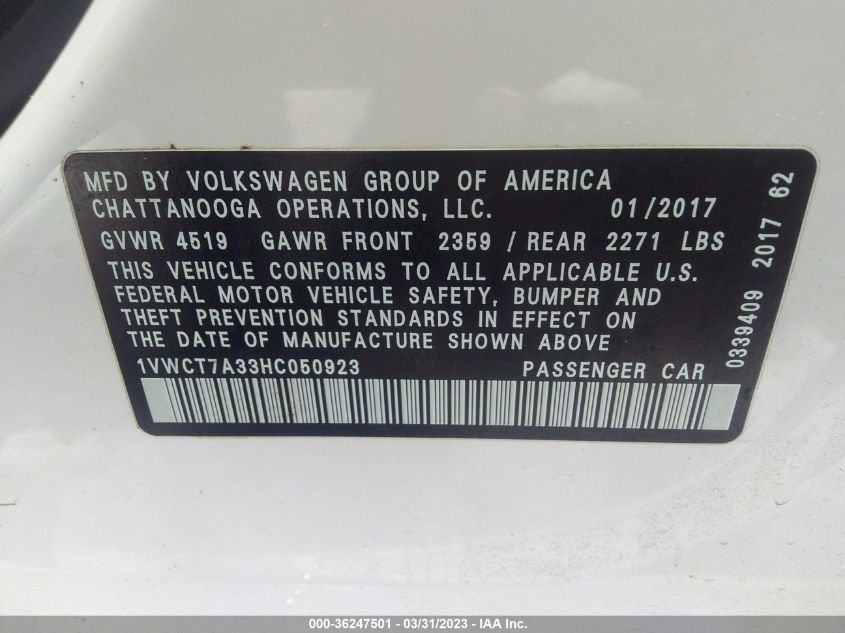 MFD BY VOLKSWAGEN GROUP OF AMERICA
CHATTANOOGA OPERATIONS, LLC. 01/2017
GVWR 4519 GAWR FRONT 2359 / REAR 2271 LBS
THIS VEHICLE CONFORMS TO ALL APPLICABLE U.S.
FEDERAL MOTOR VEHICLE SAFETY, BUMPER AND
THEFT PREVENTION STANDARDS IN EFFECT ON
THE DATE OF MANUFACTURE SHOWN ABOVE
1VWCT7A33HC050923 PASSENGER CAR
0339409 2017 62
000-36247501 - 03/31/2023 - IAA Inc.